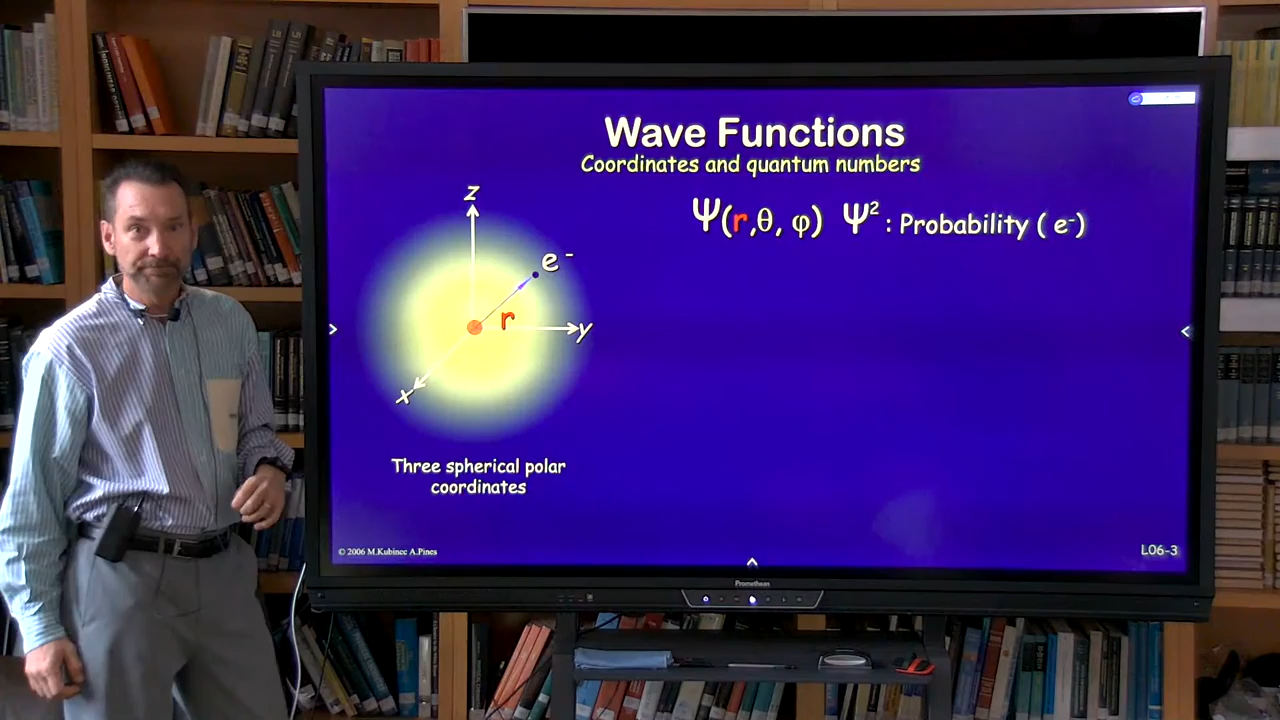 Wave Functions
Coordinates and quantum numbers
Ψ(r,θ, φ) Ψ² : Probability ( e⁻)
z
e⁻
r
y
x
Three spherical polar
coordinates
© 2006 M.Kubinec A.Pines
L06-3
Promethean